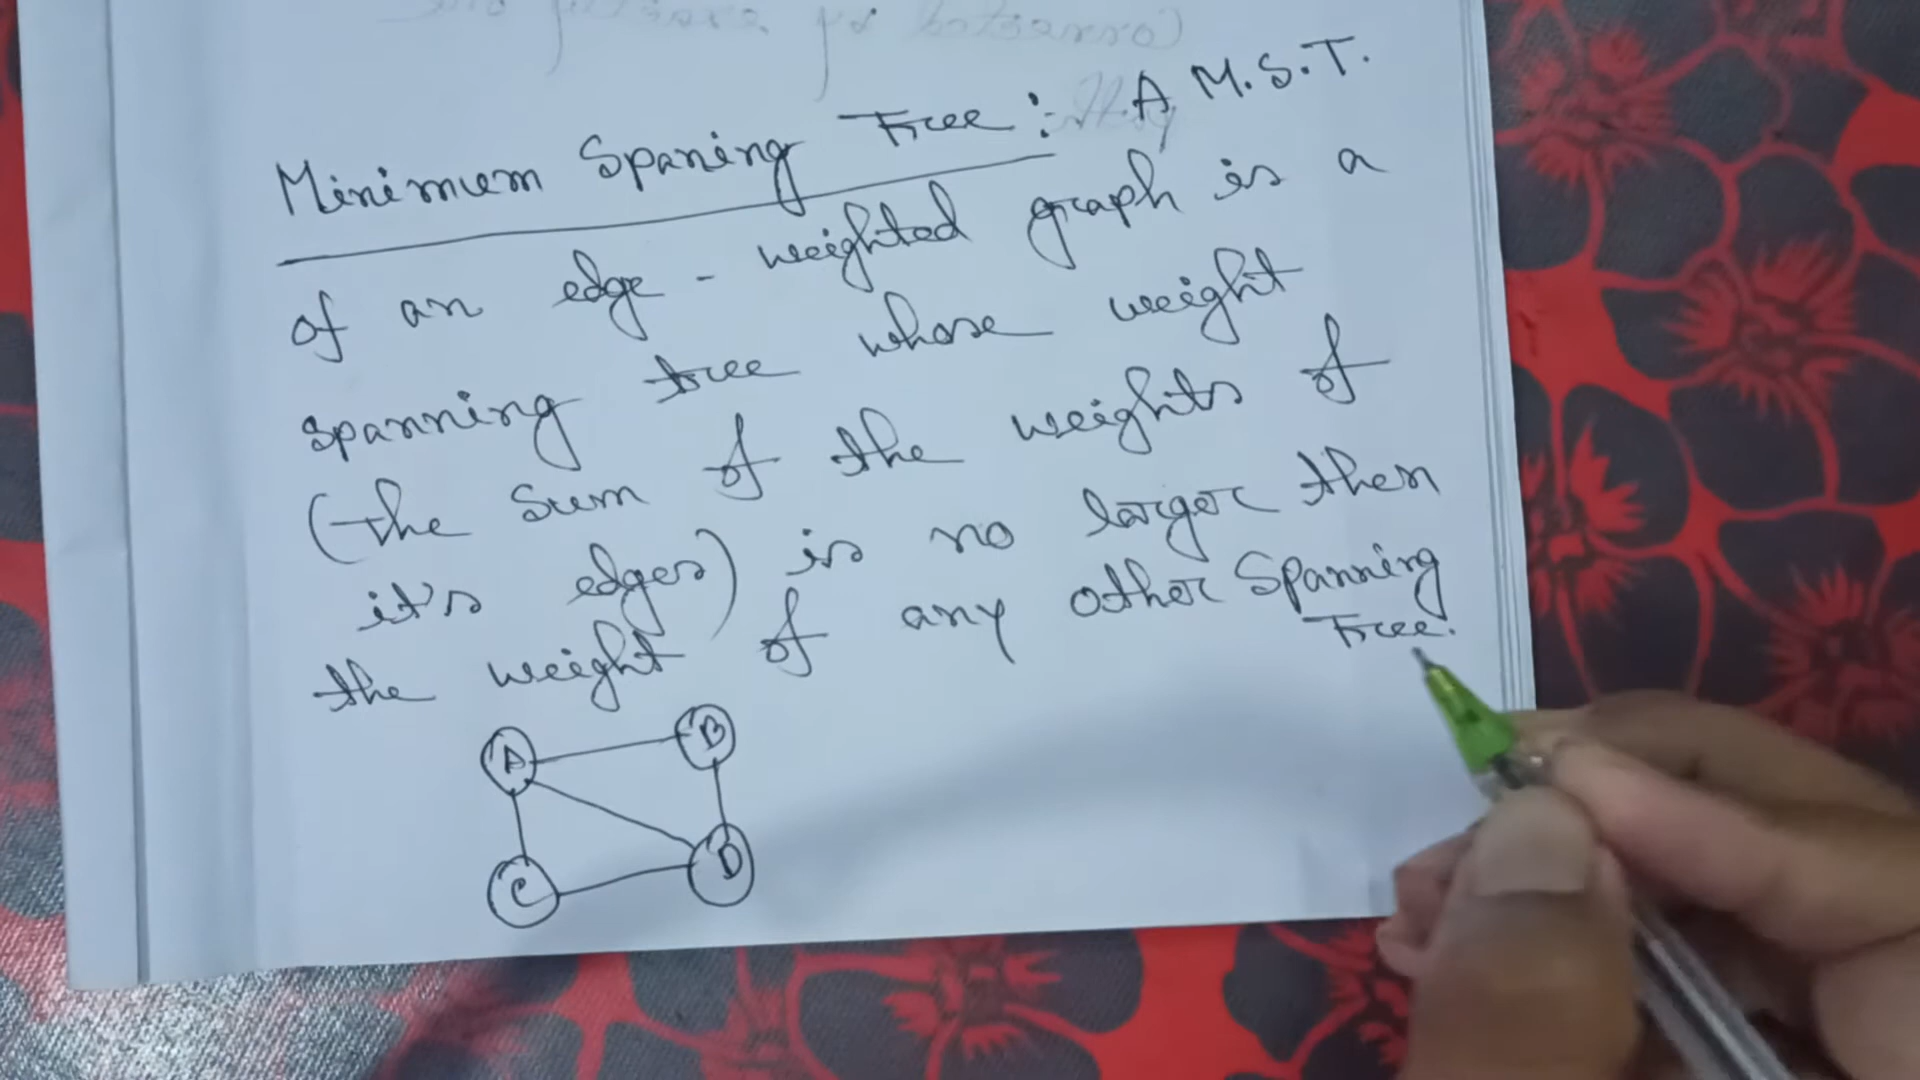 Minimum Spaning Tree : A M.S.T.
of an edge - weighted graph is a
spanning tree whose weight
(the sum of the weights of
it's edges) is no larger then
the weight of any other Spanning
Tree.
A B
C D